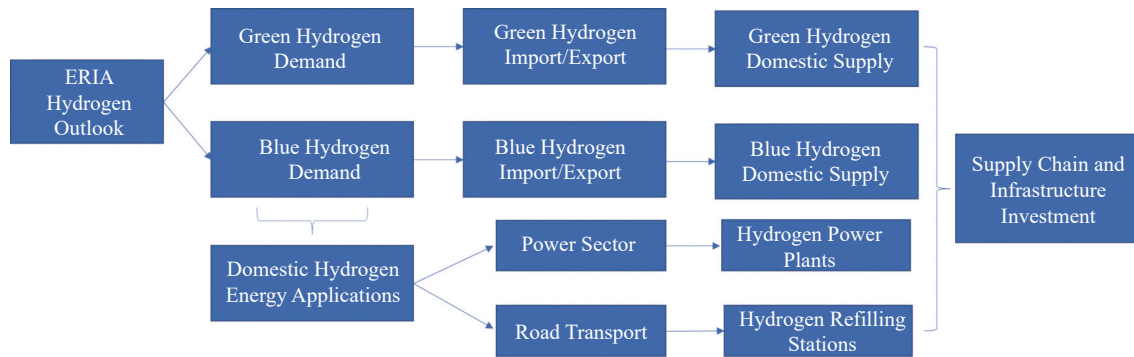 ERIA
Hydrogen
Outlook
Green Hydrogen
Demand
Green Hydrogen
Import/Export
Green Hydrogen
Domestic Supply
Blue Hydrogen
Demand
Blue Hydrogen
Import/Export
Blue Hydrogen
Domestic Supply
Supply Chain and
Infrastructure
Investment
Domestic Hydrogen
Energy Applications
Power Sector
Hydrogen Power
Plants
Road Transport
Hydrogen Refilling
Stations